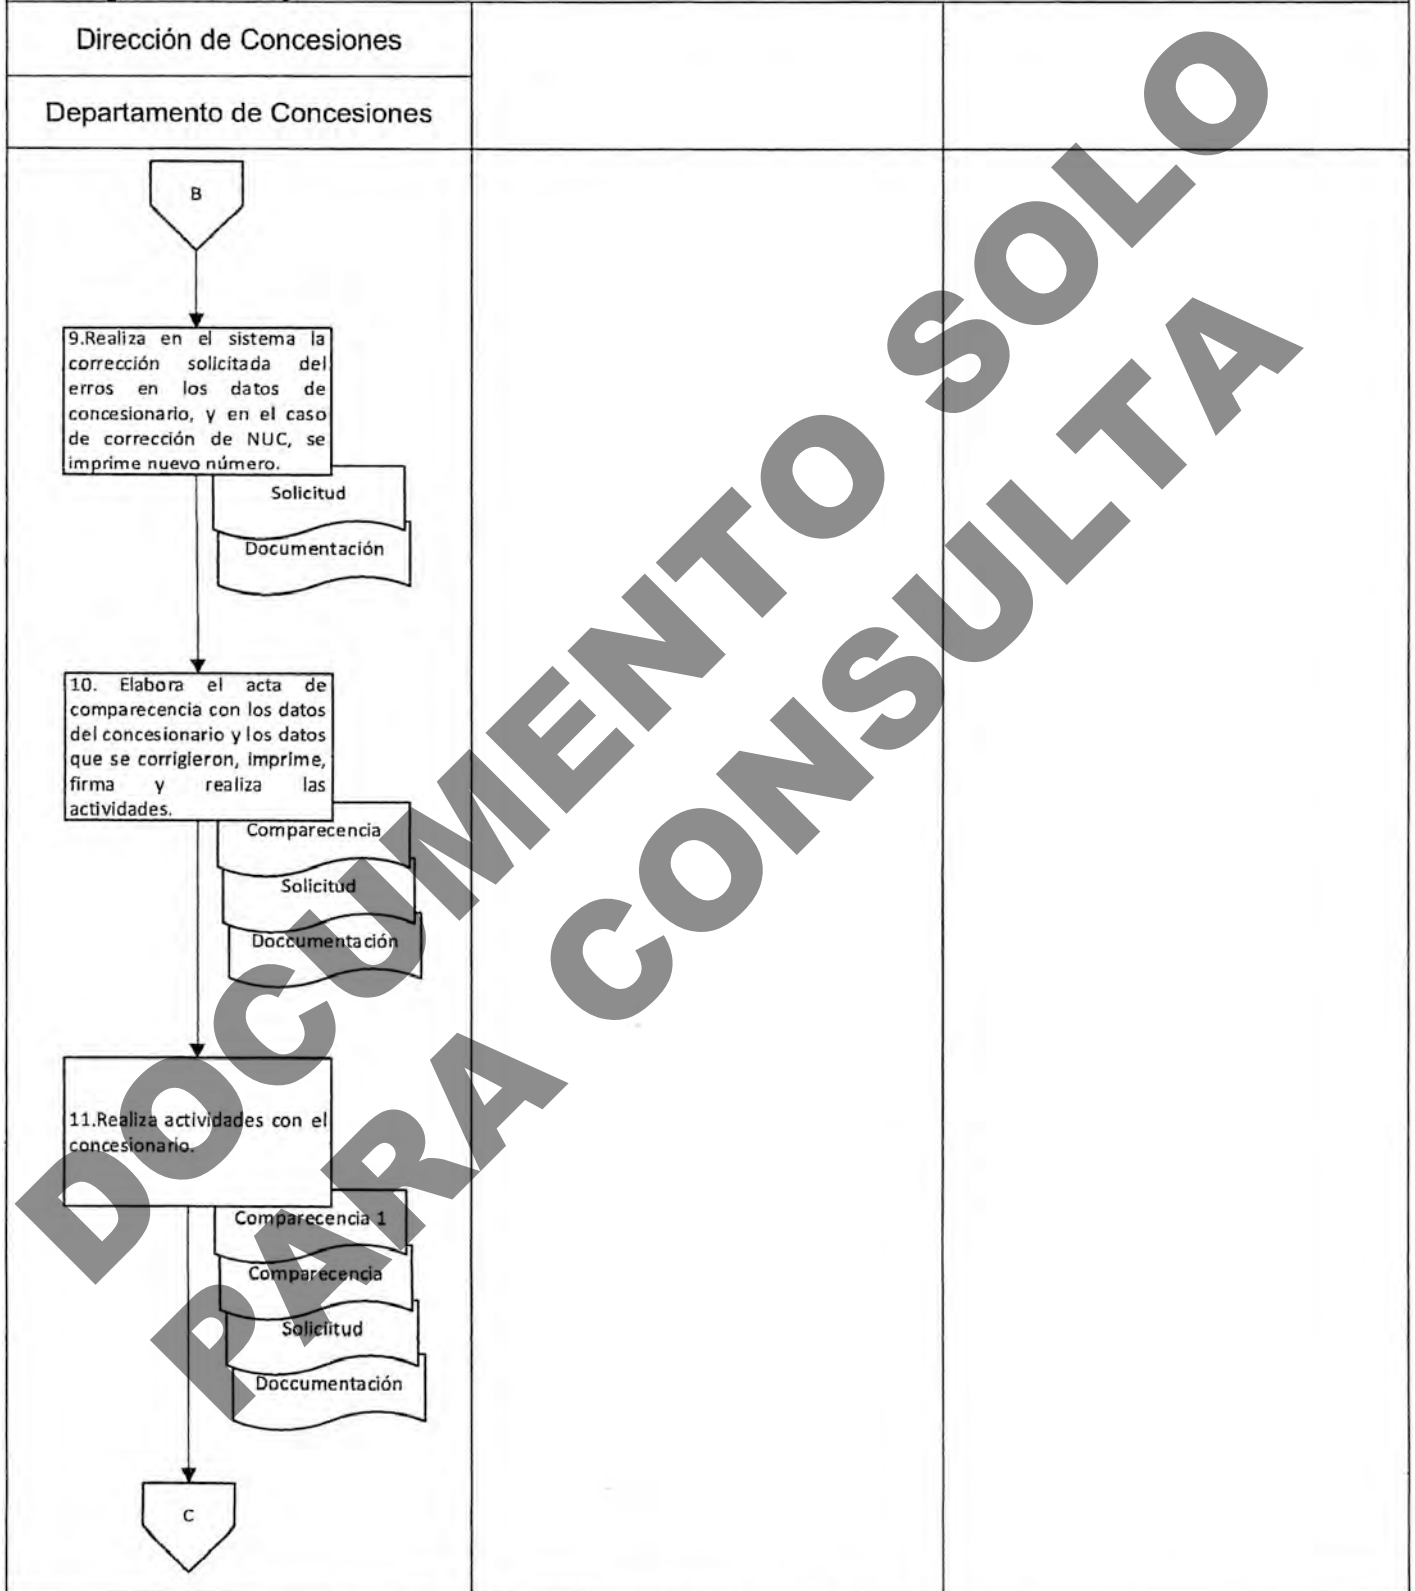 Dirección de Concesiones
Departamento de Concesiones
B
9.Realiza en el sistema la
corrección solicitada del
erros en los datos de
concesionario, y en el caso
de corrección de NUC, se
imprime nuevo número.
Solicitud
Documentación
10. Elabora el acta de
comparecencia con los datos
del concesionario y los datos
que se corrigieron, imprime,
firma y realiza las
actividades.
Comparecencia
Solicitud
Doccumentación
11.Realiza actividades con el
concesionario.
Comparecencia 1
Comparecencia
Soliciitud
Doccumentación
C
DOCUMENTO SOLO
PARA CONSULTA